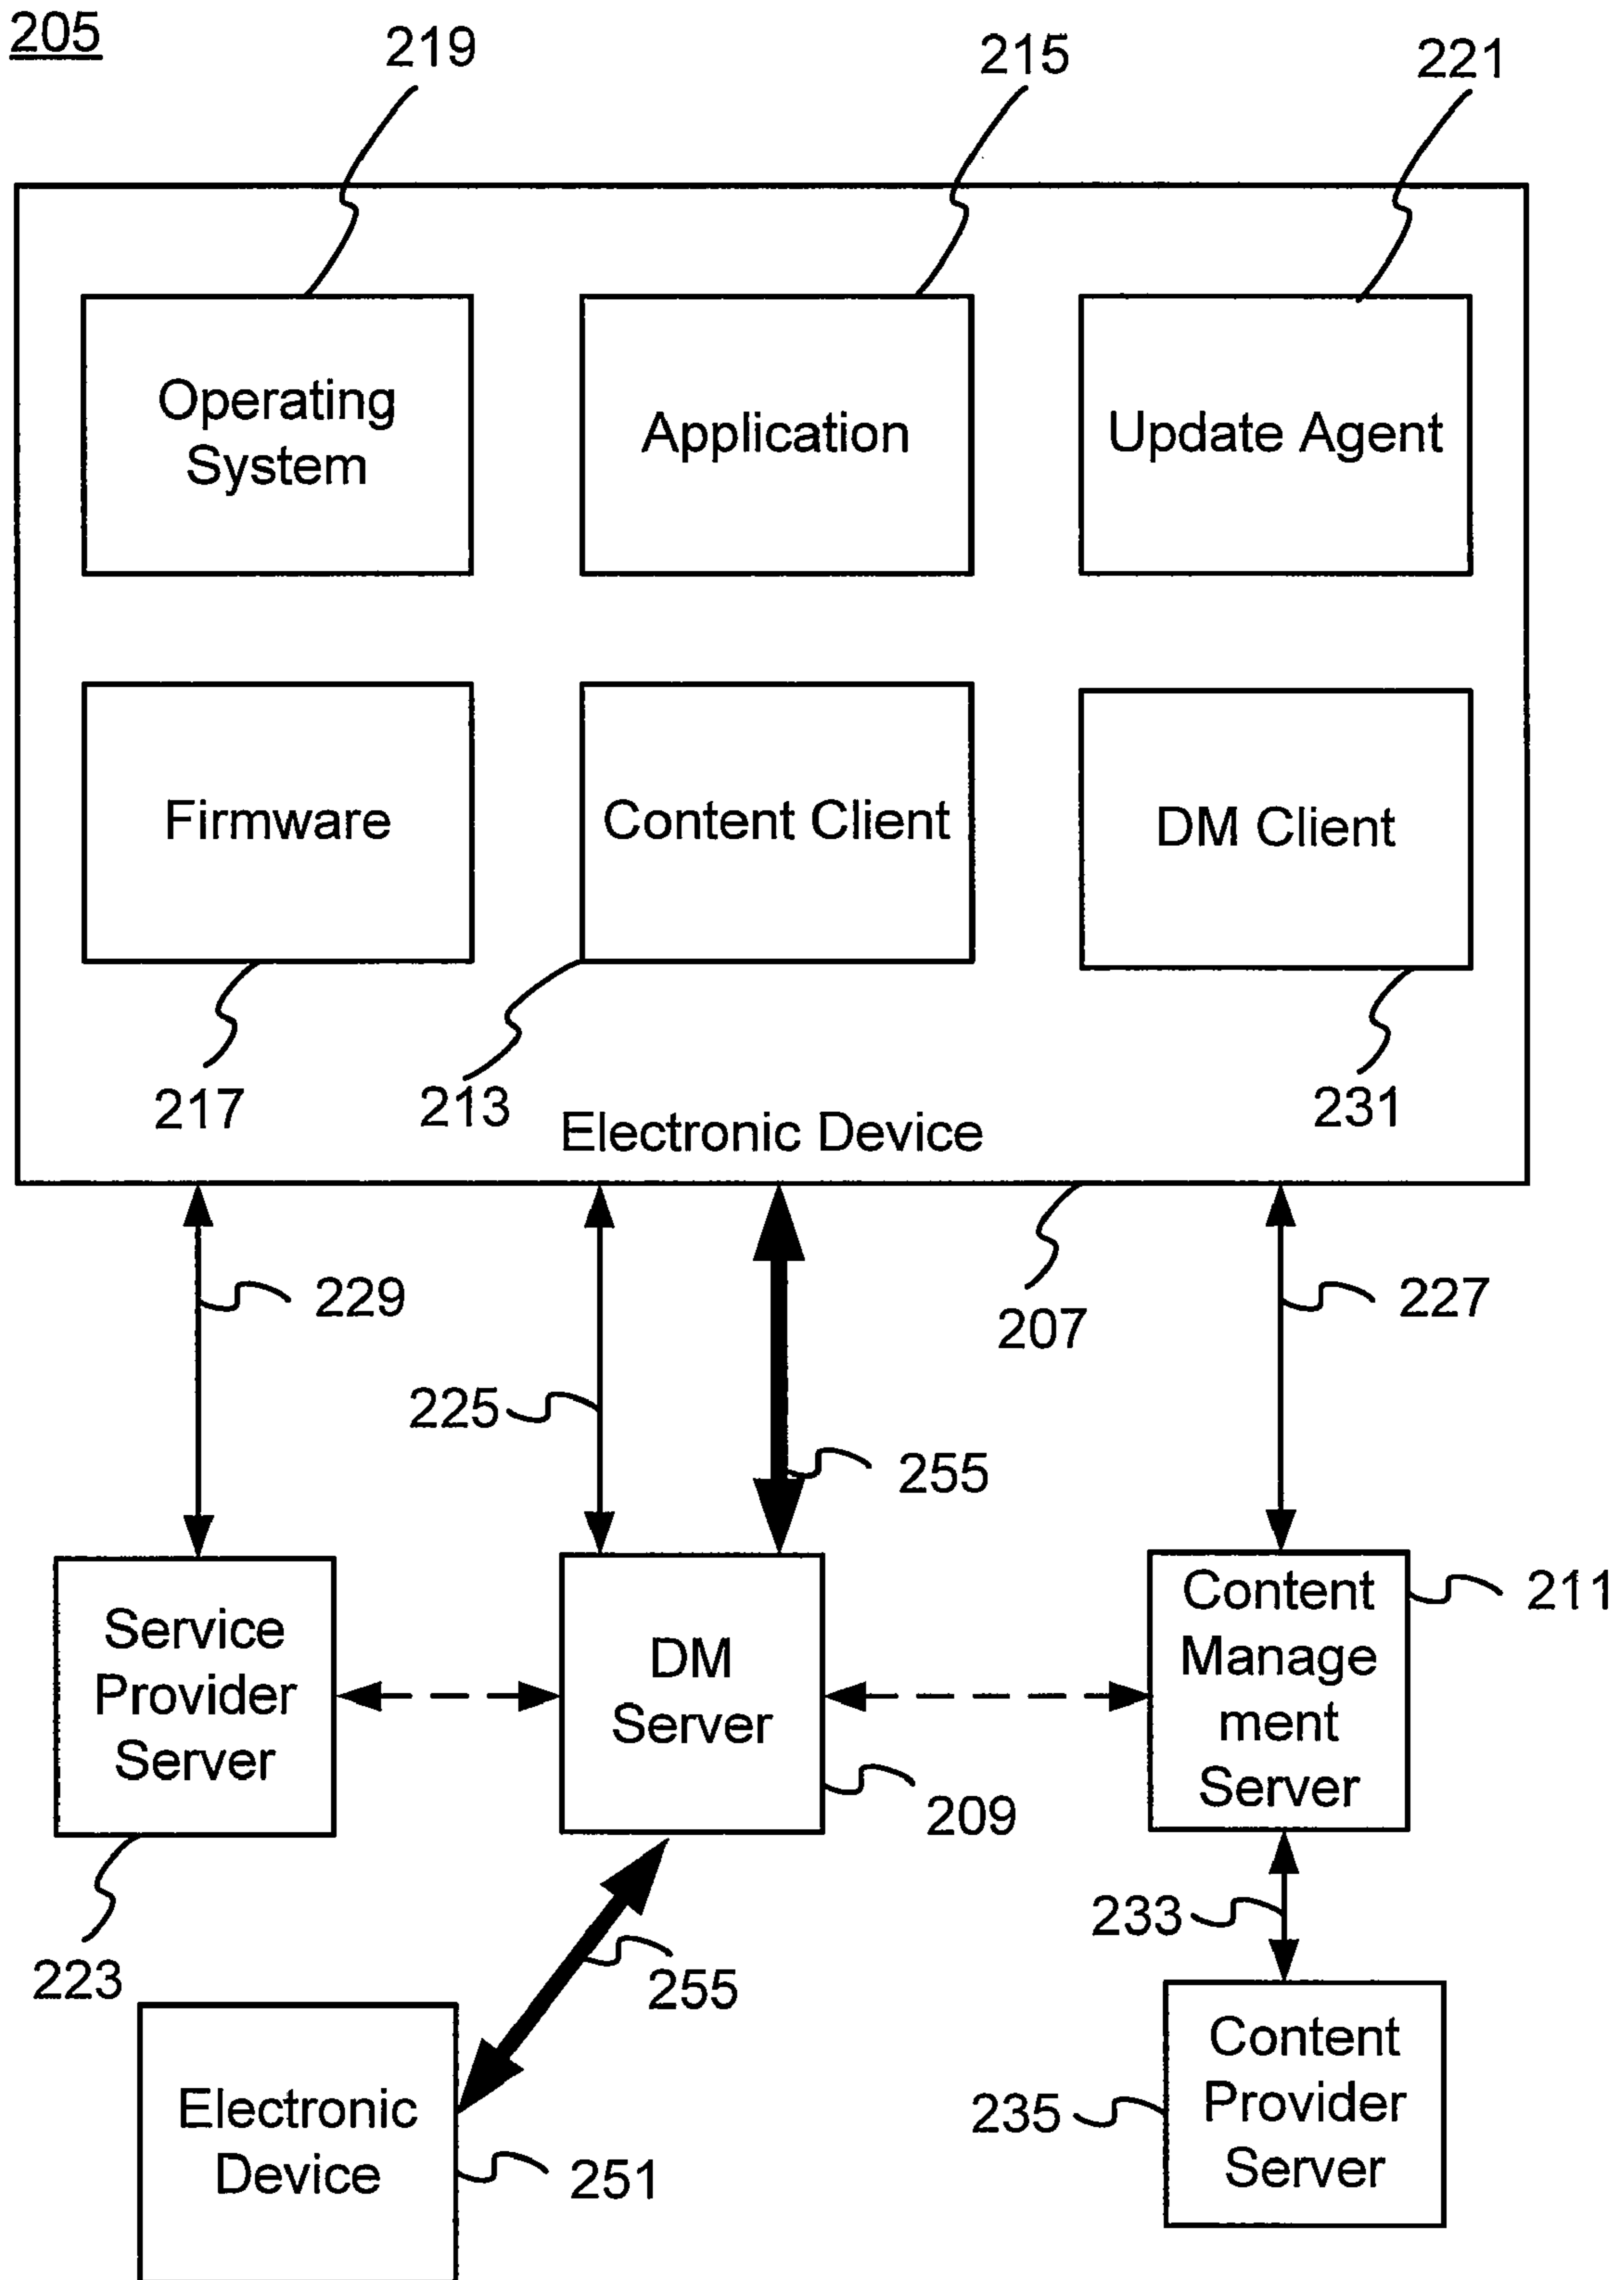 205
219
215
221
Operating
System
Application
Update Agent
Firmware
Content Client
DM Client
217
213
231
Electronic Device
229
207
227
225
255
Service
Provider
Server
DM
Server
Content
Manage
ment
Server
211
209
223
255
233
Electronic
Device
251
235
Content
Provider
Server